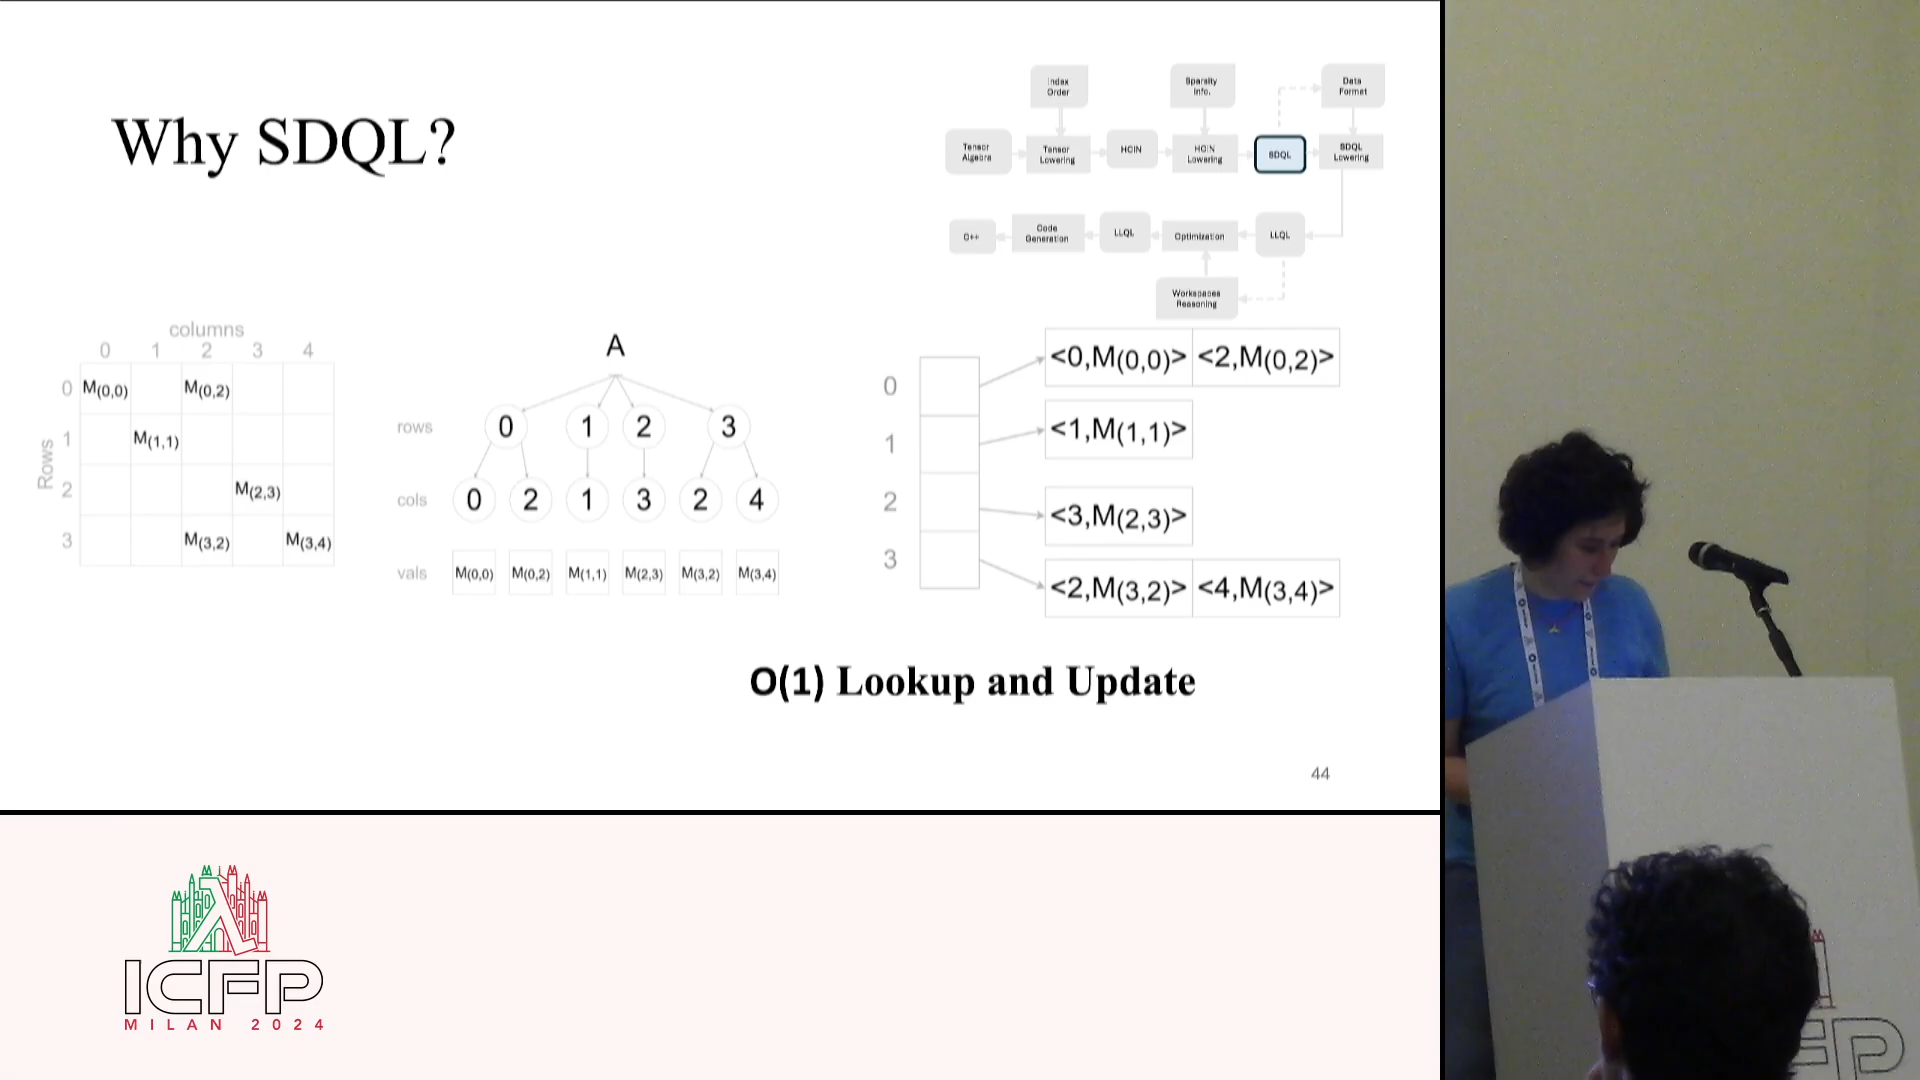 Why SDQL?
Index
Order
Sparsity
Info.
Data
Format
Tensor
Algebra
Tensor
Lowering
HCIN
HCIN
Lowering
SDQL
SDQL
Lowering
C++
Code
Generation
LLQL
Optimization
LLQL
Workspaces
Reasoning
columns
0 1 2 3 4
Rows
0 M(0,0) M(0,2)
1 M(1,1)
2 M(2,3)
3 M(3,2) M(3,4)
A
rows 0 1 2 3
cols 0 2 1 3 2 4
vals M(0,0) M(0,2) M(1,1) M(2,3) M(3,2) M(3,4)
0 <0,M(0,0)> <2,M(0,2)>
1 <1,M(1,1)>
2 <3,M(2,3)>
3 <2,M(3,2)> <4,M(3,4)>
O(1) Lookup and Update
44
ICFP
MILAN 2024
FP